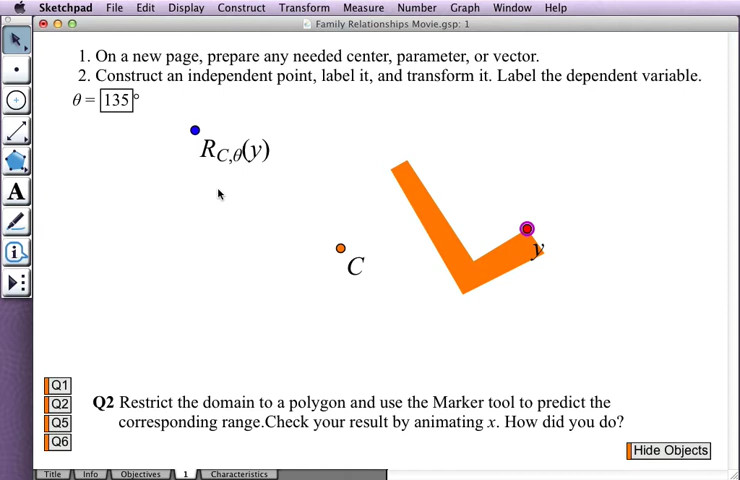 Sketchpad File Edit Display Construct Transform Measure Number Graph Window Help
Family Relationships Movie.gsp: 1
1. On a new page, prepare any needed center, parameter, or vector.
2. Construct an independent point, label it, and transform it. Label the dependent variable.
θ = 135°
R_{C,θ}(y)
y
C
A
i
Q1
Q2
Q5
Q6
Q2 Restrict the domain to a polygon and use the Marker tool to predict the
corresponding range.Check your result by animating x. How did you do?
Hide Objects
Title Info Objectives 1 Characteristics